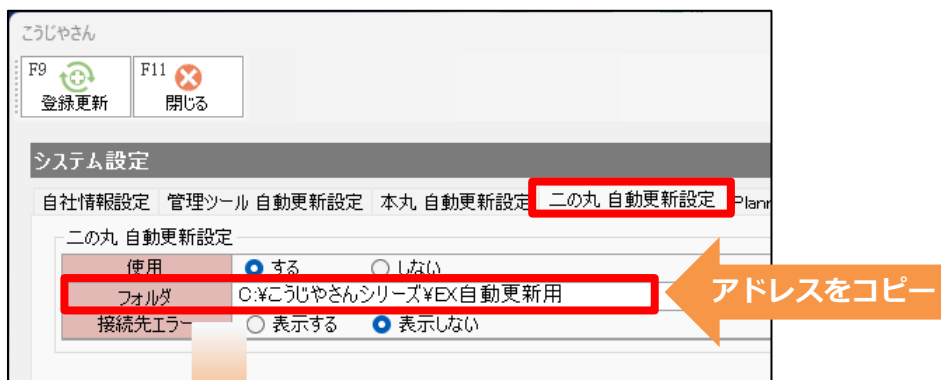 こうじやさん
F9 F11
登録更新 閉じる
システム設定
自社情報設定 管理ツール 自動更新設定 本丸 自動更新設定 二の丸 自動更新設定 Plann
二の丸 自動更新設定
使用 する しない
フォルダ C:¥こうじやさんシリーズ¥EX自動更新用
アドレスをコピー
接続先エラー 表示する 表示しない